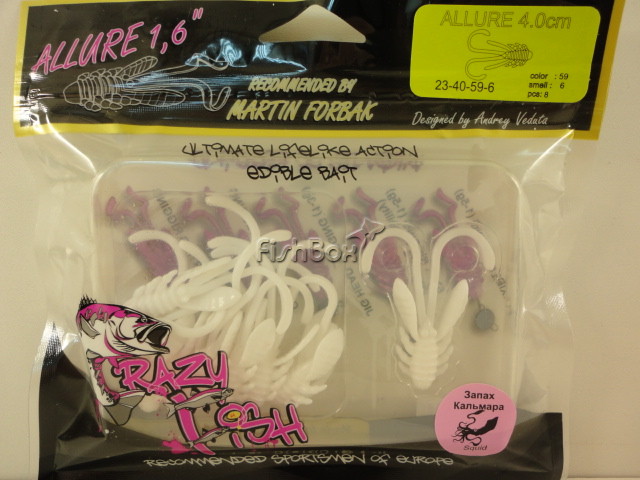 ALLURE 1,6"
RECOMMENDED BY
MARTIN FORBAK
ALLURE 4.0cm
23-40-59-6
color : 59
smell : 6
pcs: 8
Designed by Andrey Veduta
ULTIMATE LIFELIKE ACTION
EDIBLE BAIT
FishBox
CRAZY
FISH
Запах
Кальмара
Squid
RECOMMENDED SPORTSMEN OF EUROPE